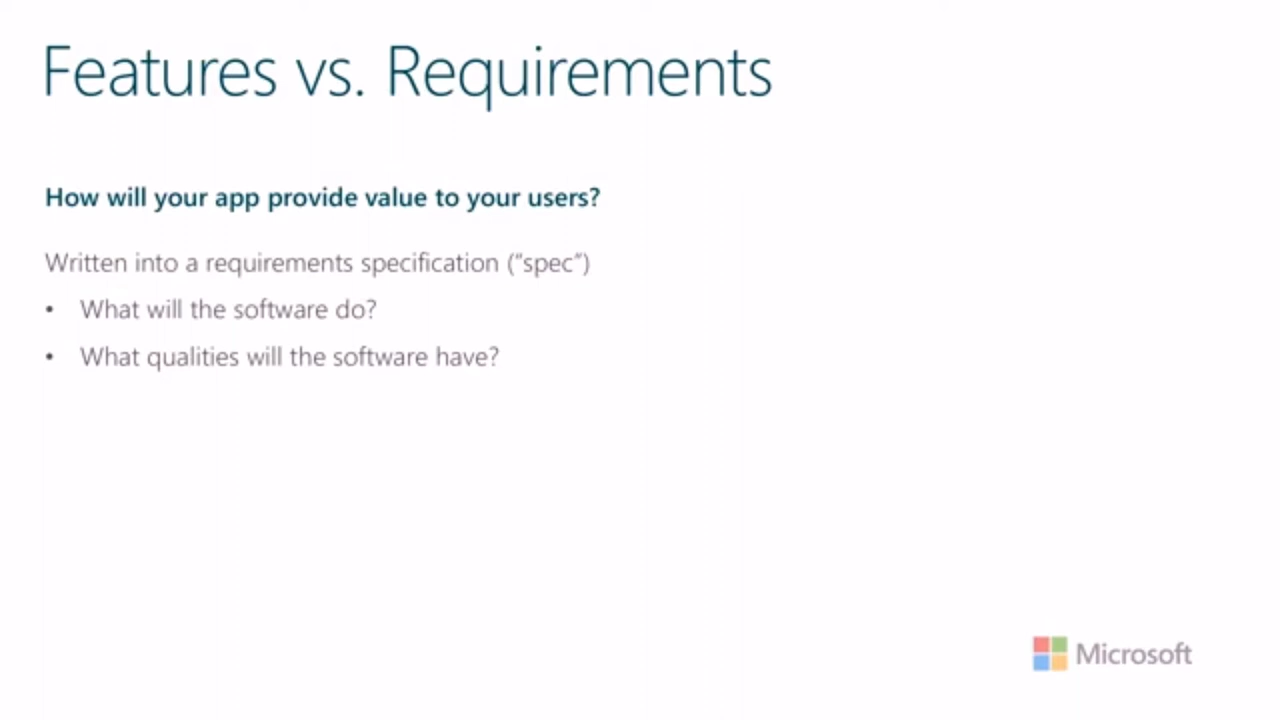 Features vs. Requirements
How will your app provide value to your users?
Written into a requirements specification (“spec”)
• What will the software do?
• What qualities will the software have?
Microsoft